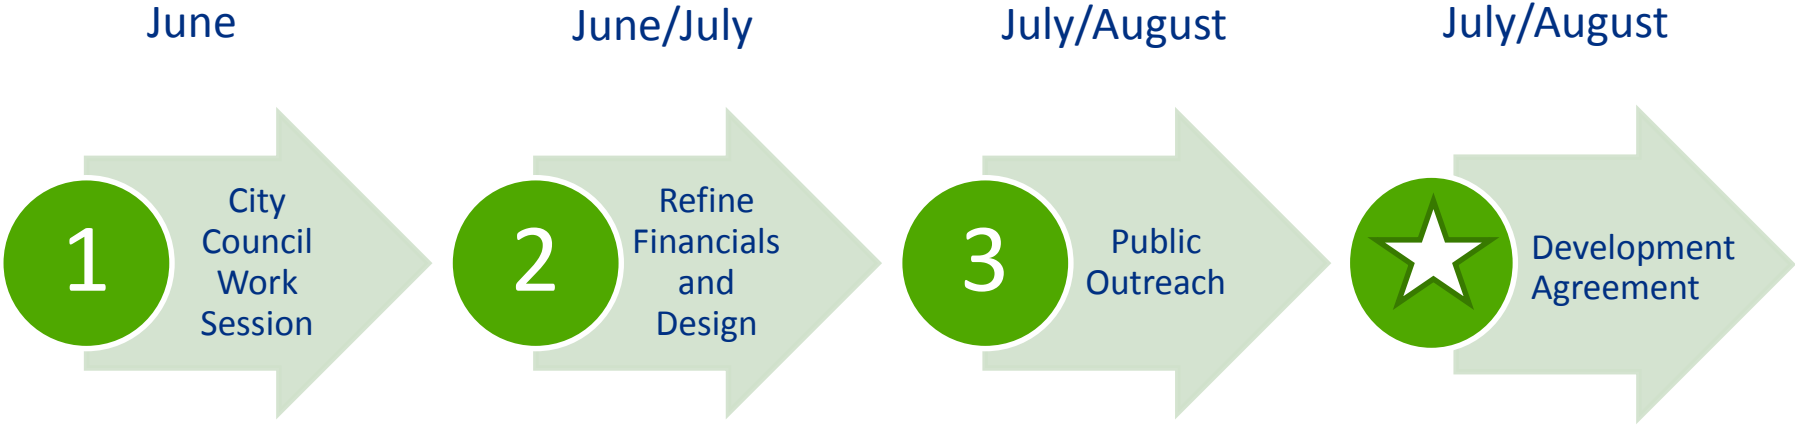 June
June/July
July/August
July/August
1
City
Council
Work
Session
2
Refine
Financials
and
Design
3
Public
Outreach
Development
Agreement